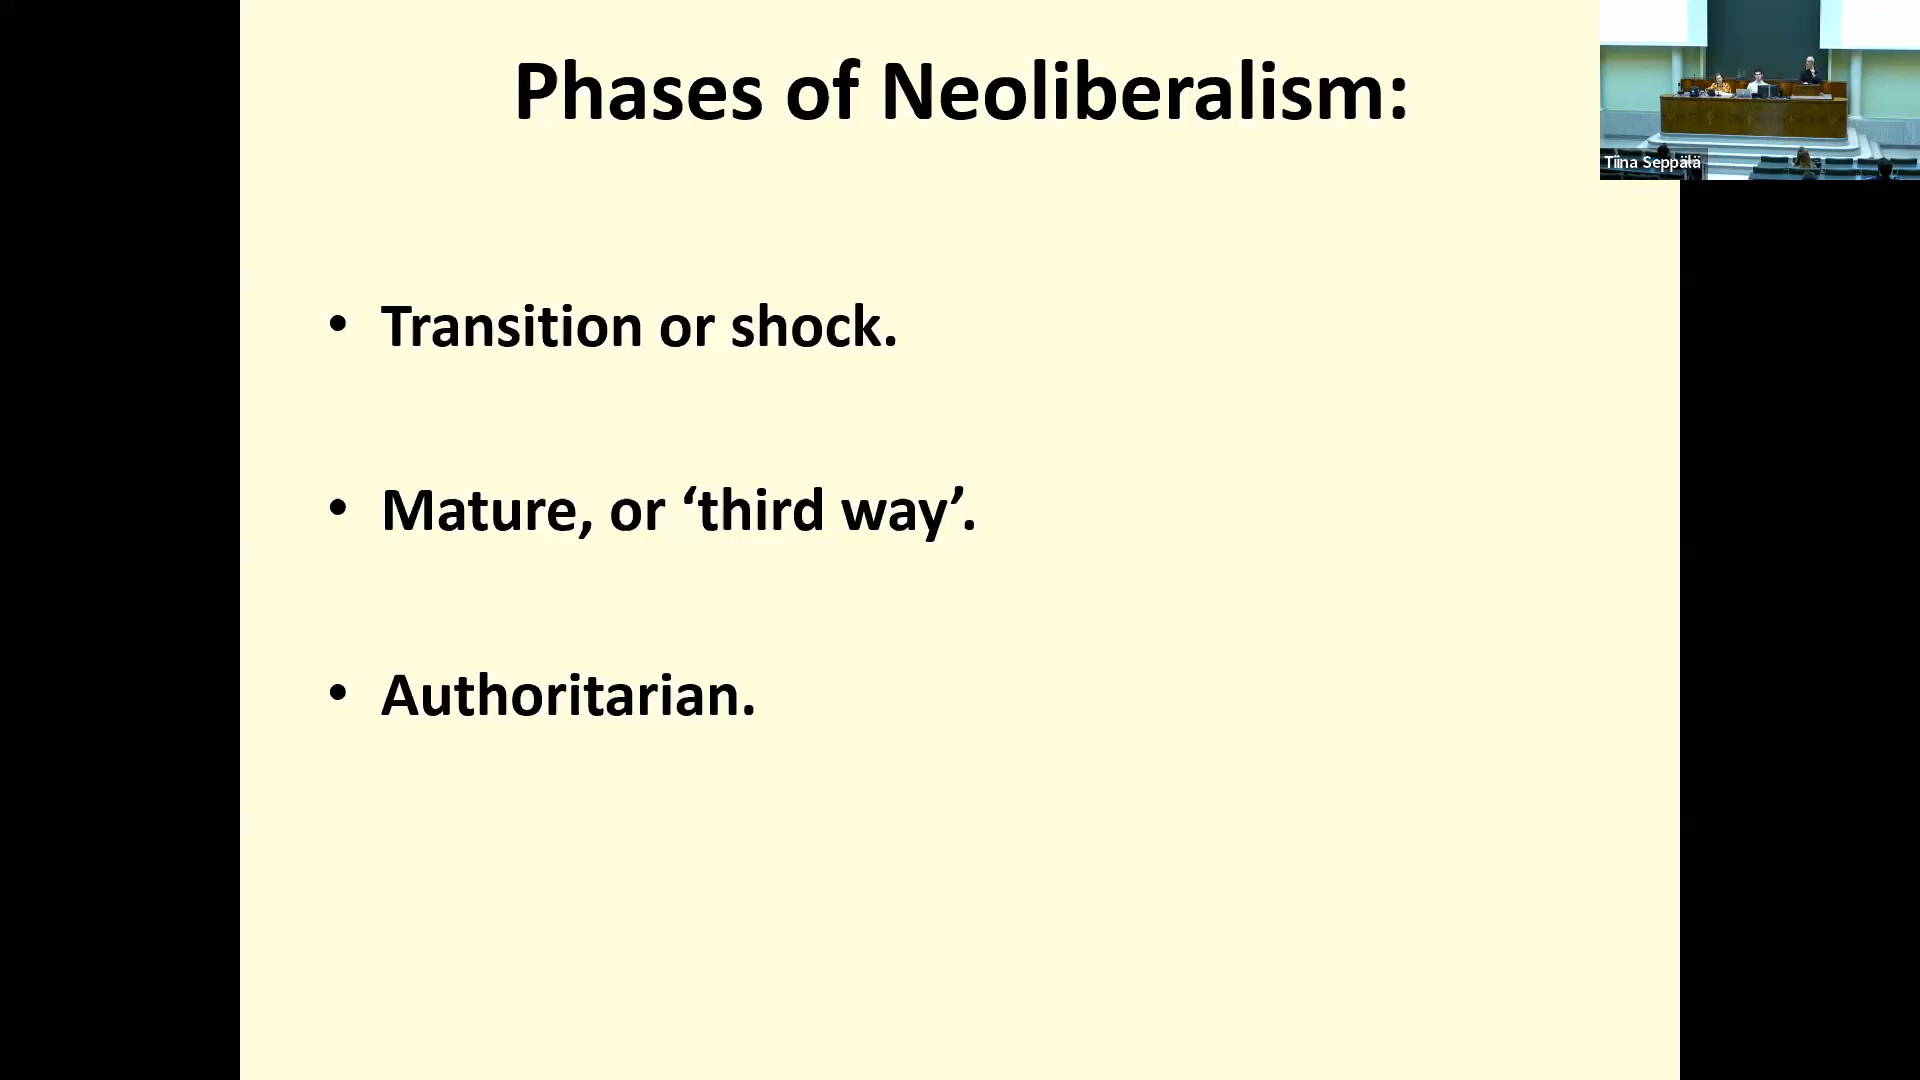 Phases of Neoliberalism:
Tiina Seppälä
• Transition or shock.
• Mature, or ‘third way’.
• Authoritarian.